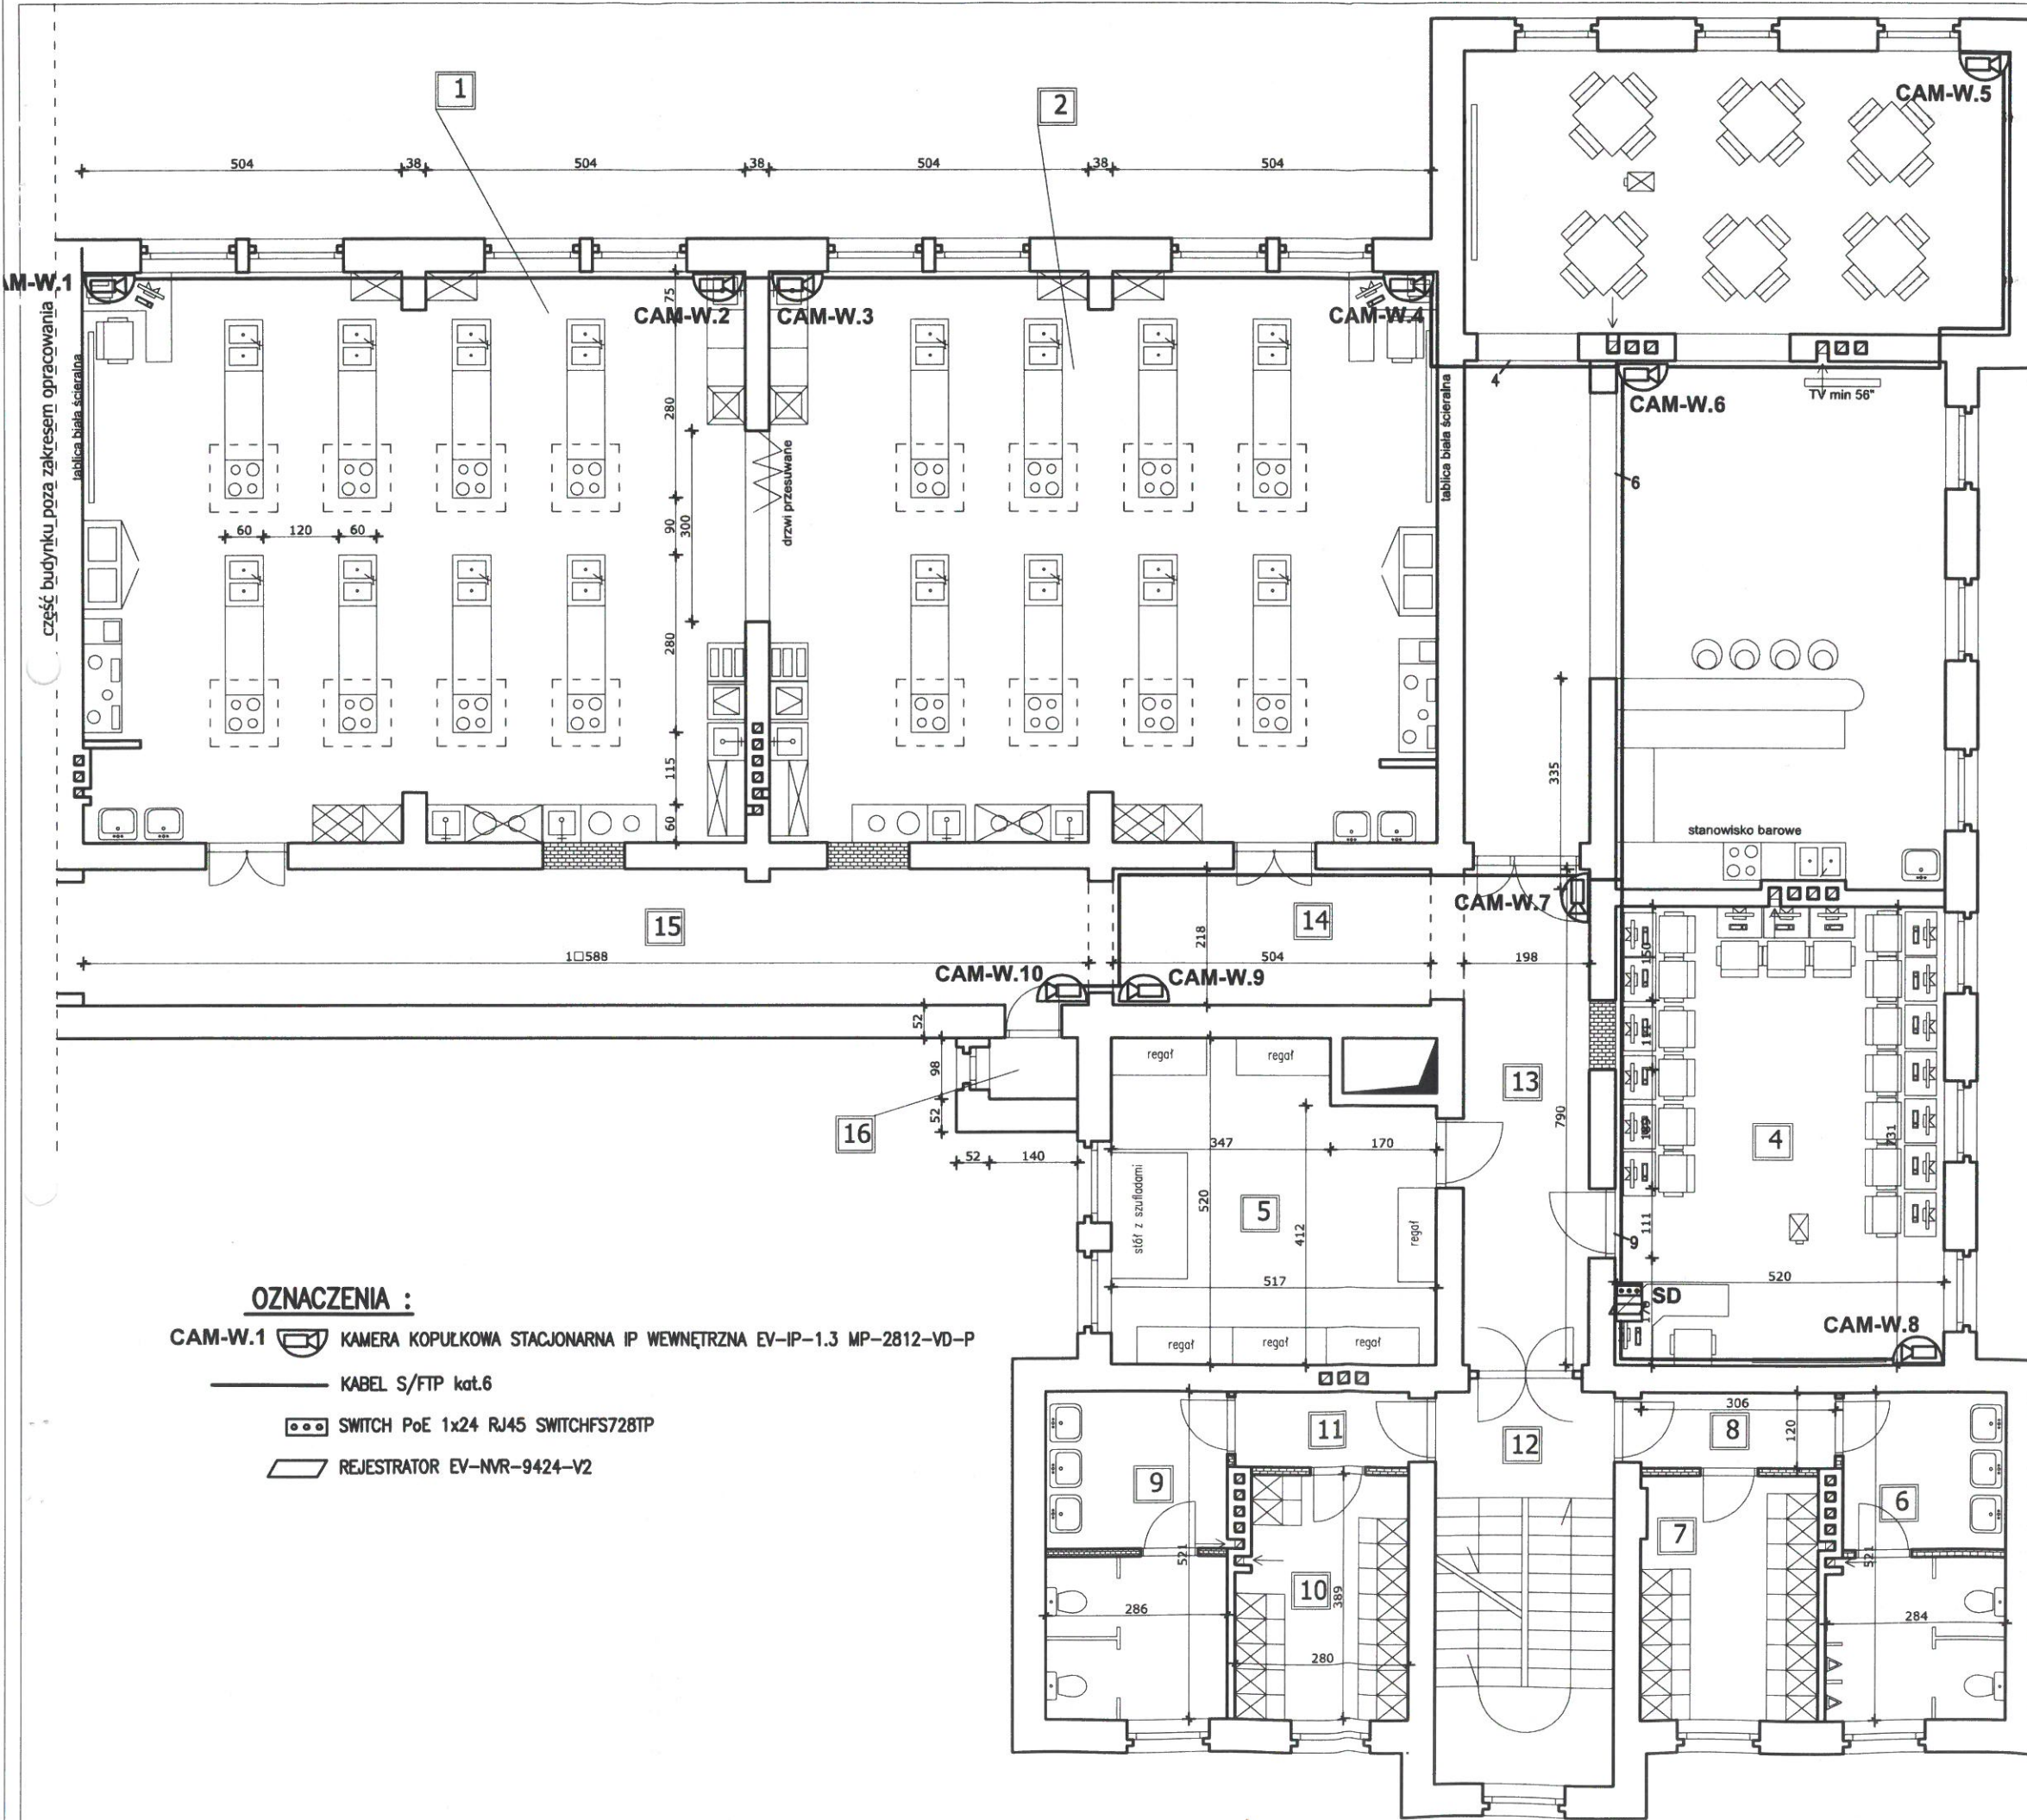 1
2
504
38
504
38
504
38
504
CAM-W.5
AM-W.1
CAM-W.2
CAM-W.3
CAM-W.4
75
część budynku poza zakresem opracowania
tablica biała ścieralna
280
90
300
drzwi przesuwane
60
120
60
280
115
60
tablica biała ścieralna
4
CAM-W.6
TV min 56"
6
335
stanowisko barowe
15
14
CAM-W.7
218
1□588
504
198
CAM-W.10
CAM-W.9
52
98
52
16
52
140
regał
regał
13
790
347
170
stół z szufladami
520
5
412
regał
517
regał
regał
regał
150
4
731
111
9
520
SD
176
CAM-W.8
OZNACZENIA :
CAM-W.1 KAMERA KOPUŁKOWA STACJONARNA IP WEWNĘTRZNA EV-IP-1.3 MP-2812-VD-P
KABEL S/FTP kat.6
SWITCH PoE 1x24 RJ45 SWITCHFS728TP
REJESTRATOR EV-NVR-9424-V2
11
12
306
8
120
9
521
10
389
286
280
7
6
521
284